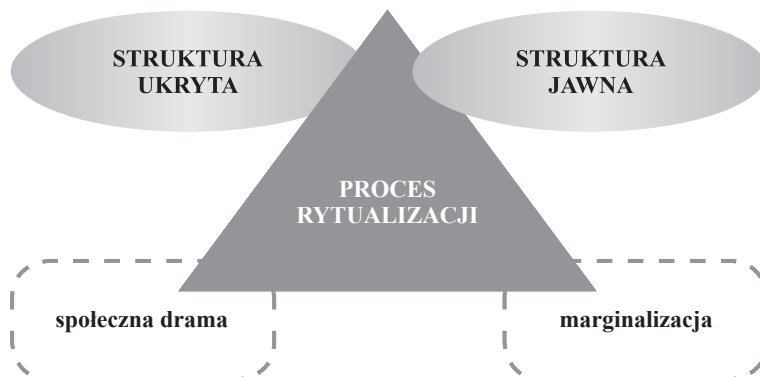 STRUKTURA
UKRYTA
STRUKTURA
JAWNA
PROCES
RYTUALIZACJI
społeczna drama
marginalizacja